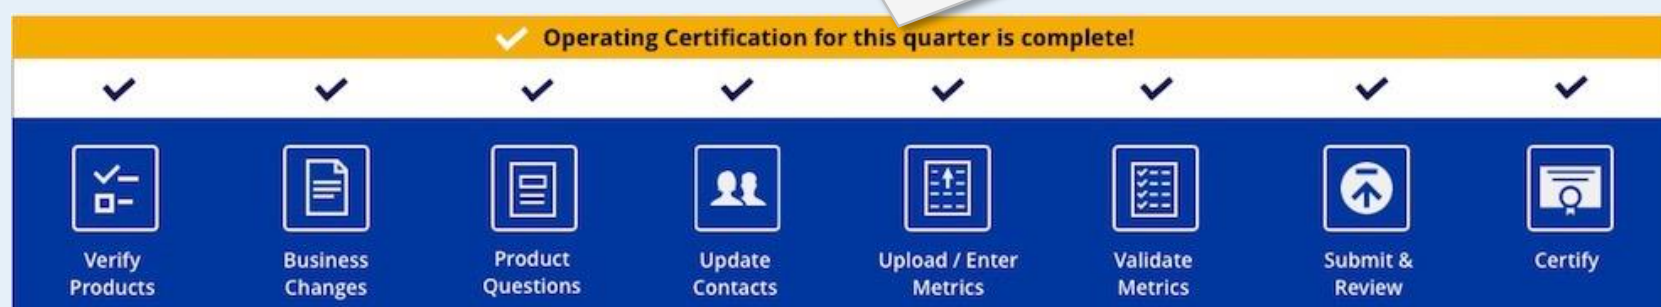 Operating Certification for this quarter is complete!
Verify
Products
Business
Changes
Product
Questions
Update
Contacts
Upload / Enter
Metrics
Validate
Metrics
Submit &
Review
Certify